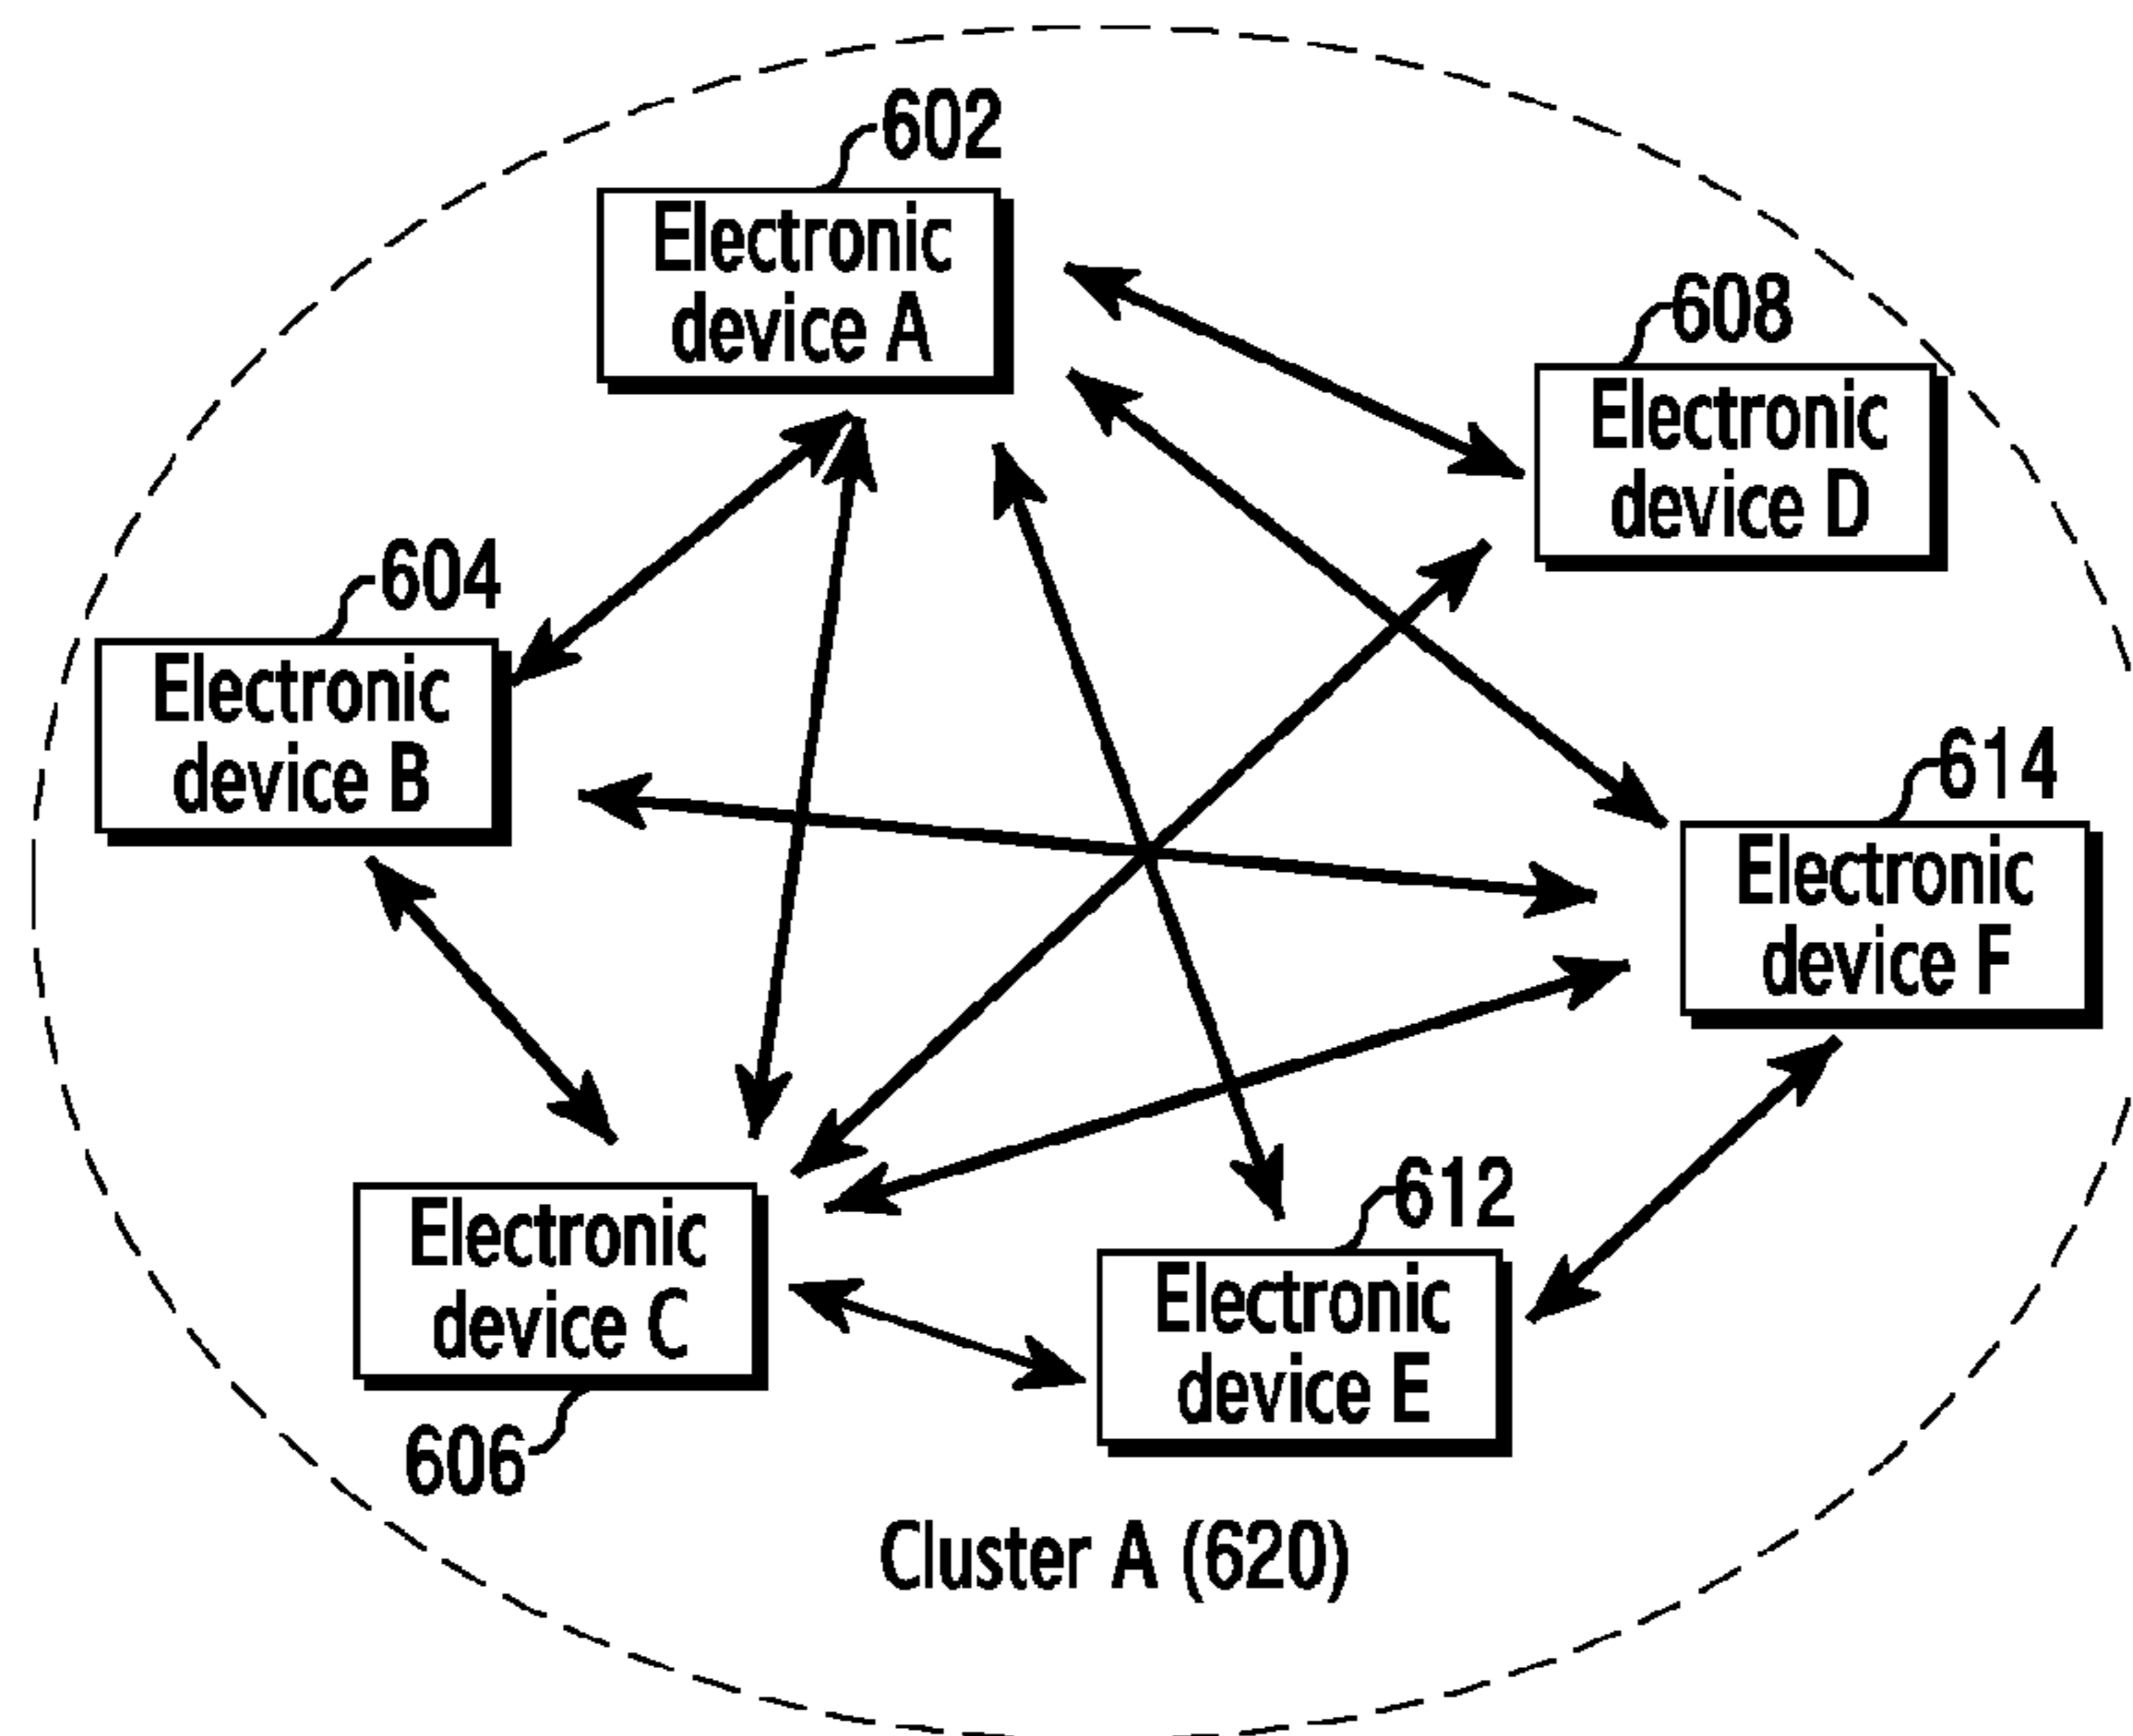 602
Electronic
device A
608
Electronic
device D
604
Electronic
device B
614
Electronic
device F
Electronic
device C
606
612
Electronic
device E
Cluster A (620)